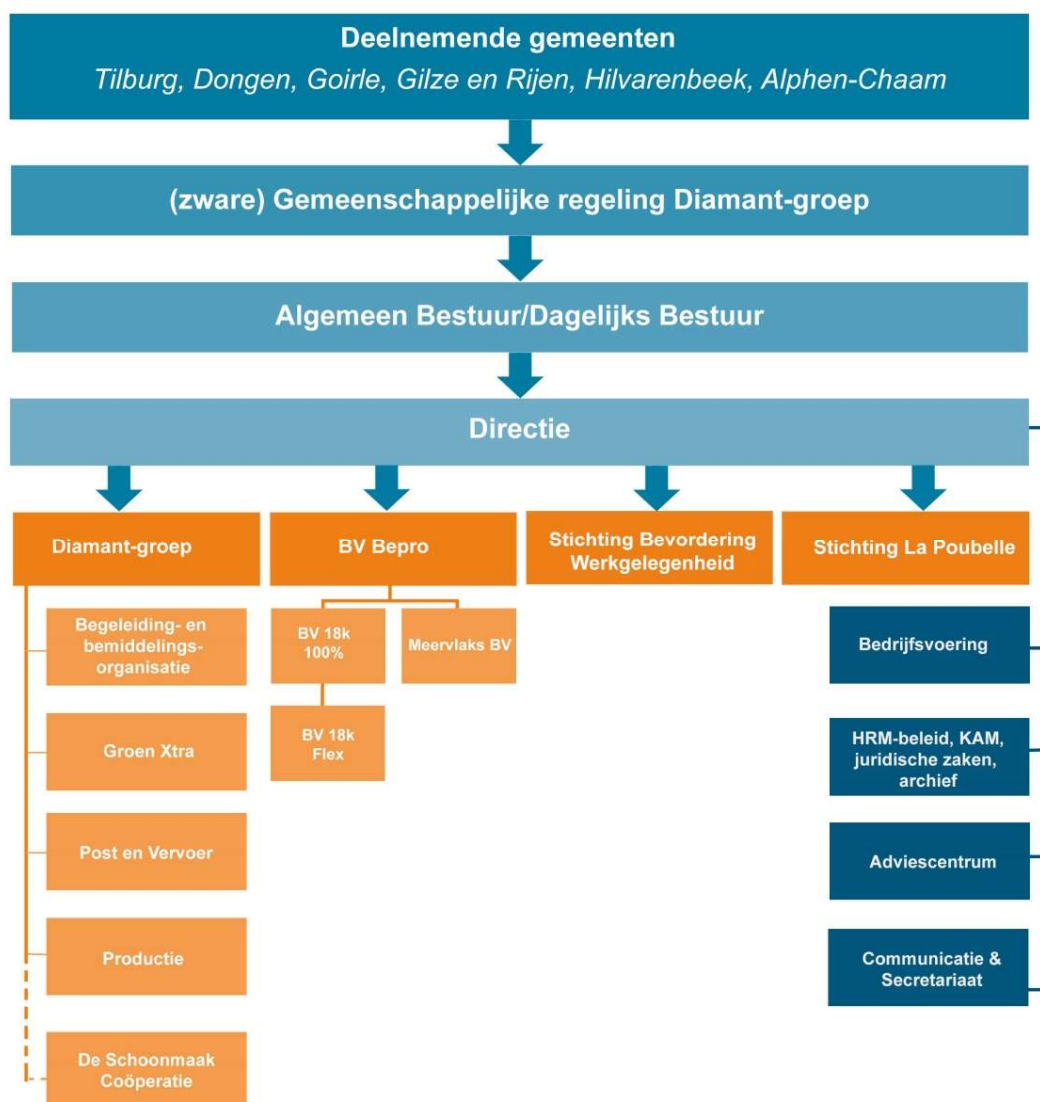 Deelnemende gemeenten
Tilburg, Dongen, Goirle, Gilze en Rijen, Hilvarenbeek, Alphen-Chaam
(zware) Gemeenschappelijke regeling Diamant-groep
Algemeen Bestuur/Dagelijks Bestuur
Directie
Diamant-groep
BV Bepro
Stichting Bevordering
Werkgelegenheid
Stichting La Poubelle
Begeleiding- en
bemiddelings-
organisatie
Groen Xtra
Post en Vervoer
Productie
De Schoonmaak
Coöperatie
BV 18k
100%
Meervlaks BV
BV 18k
Flex
Bedrijfsvoering
HRM-beleid, KAM,
juridische zaken,
archief
Adviescentrum
Communicatie &
Secretariaat